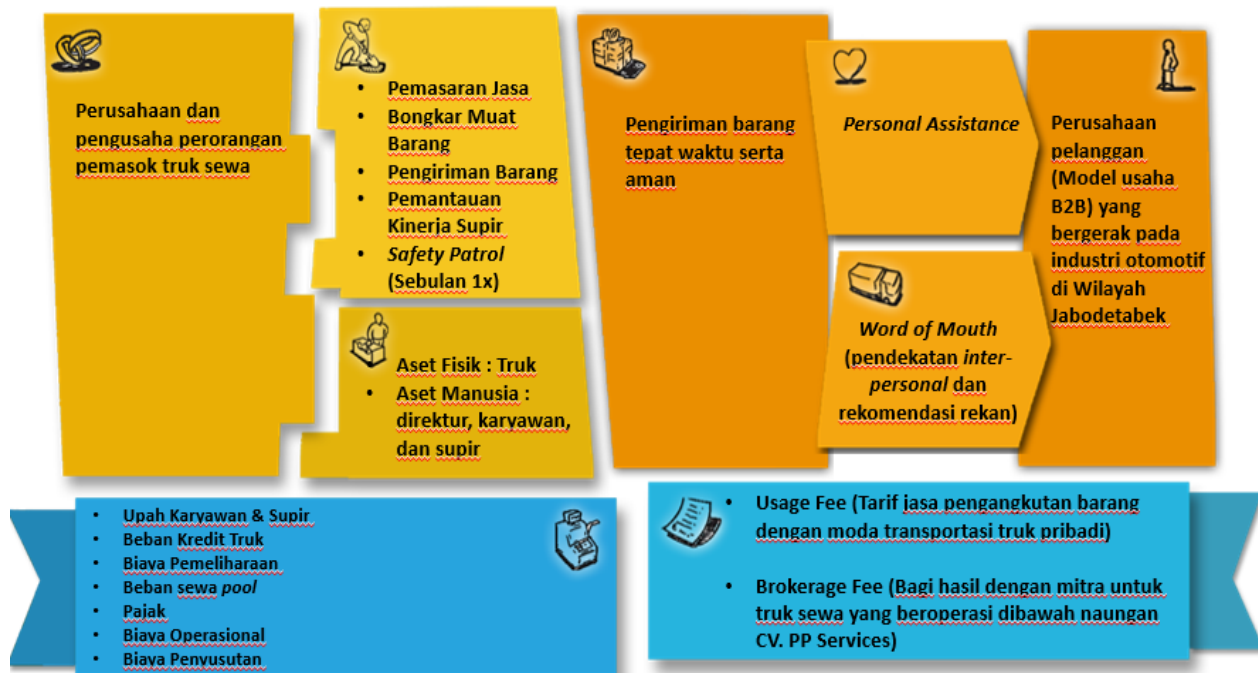 Perusahaan dan
pengusaha perorangan
pemasok truk sewa
• Pemasaran Jasa
• Bongkar Muat
Barang
• Pengiriman Barang
• Pemantauan
Kinerja Supir
• Safety Patrol
(Sebulan 1x)
Aset Fisik : Truk
• Aset Manusia :
direktur, karyawan,
dan supir
Pengiriman barang
tepat waktu serta
aman
Personal Assistance
Word of Mouth
(pendekatan inter-
personal dan
rekomendasi rekan)
Perusahaan
pelanggan
(Model usaha
B2B) yang
bergerak pada
industri otomotif
di Wilayah
Jabodetabek
• Upah Karyawan & Supir
• Beban Kredit Truk
• Biaya Pemeliharaan
• Beban sewa pool
• Pajak
• Biaya Operasional
• Biaya Penyusutan
• Usage Fee (Tarif jasa pengangkutan barang
dengan moda transportasi truk pribadi)
• Brokerage Fee (Bagi hasil dengan mitra untuk
truk sewa yang beroperasi dibawah naungan
CV. PP Services)